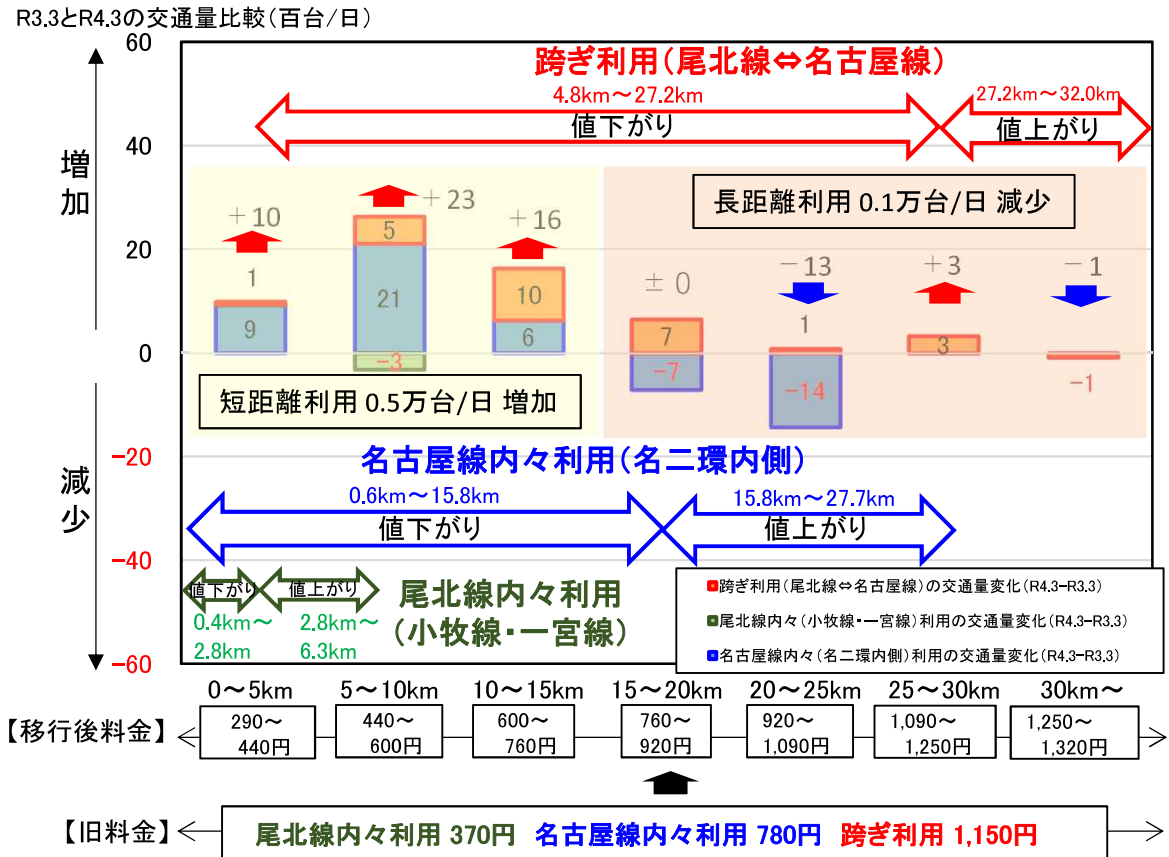 R3.3とR4.3の交通量比較(百台/日)
60
跨ぎ利用(尾北線⇔名古屋線)
4.8km～27.2km
27.2km～32.0km
値下がり
値上がり
40
増加
長距離利用 0.1万台/日 減少
＋10
＋23
＋16
±0
－13
＋3
－1
20
1
9
5
21
－3
10
6
7
－7
1
－14
3
－1
0
短距離利用 0.5万台/日 増加
減少
－20
名古屋線内々利用(名二環内側)
0.6km～15.8km
15.8km～27.7km
値下がり
値上がり
－40
値下がり
値上がり
0.4km～
2.8km
2.8km～
6.3km
尾北線内々利用
(小牧線・一宮線)
跨ぎ利用(尾北線⇔名古屋線)の交通量変化(R4.3－R3.3)
尾北線内々(小牧線・一宮線)利用の交通量変化(R4.3－R3.3)
名古屋線内々(名二環内側)利用の交通量変化(R4.3－R3.3)
－60
0～5km
5～10km
10～15km
15～20km
20～25km
25～30km
30km～
【移行後料金】
290～
440円
440～
600円
600～
760円
760～
920円
920～
1,090円
1,090～
1,250円
1,250～
1,320円
【旧料金】
尾北線内々利用 370円 名古屋線内々利用 780円 跨ぎ利用 1,150円